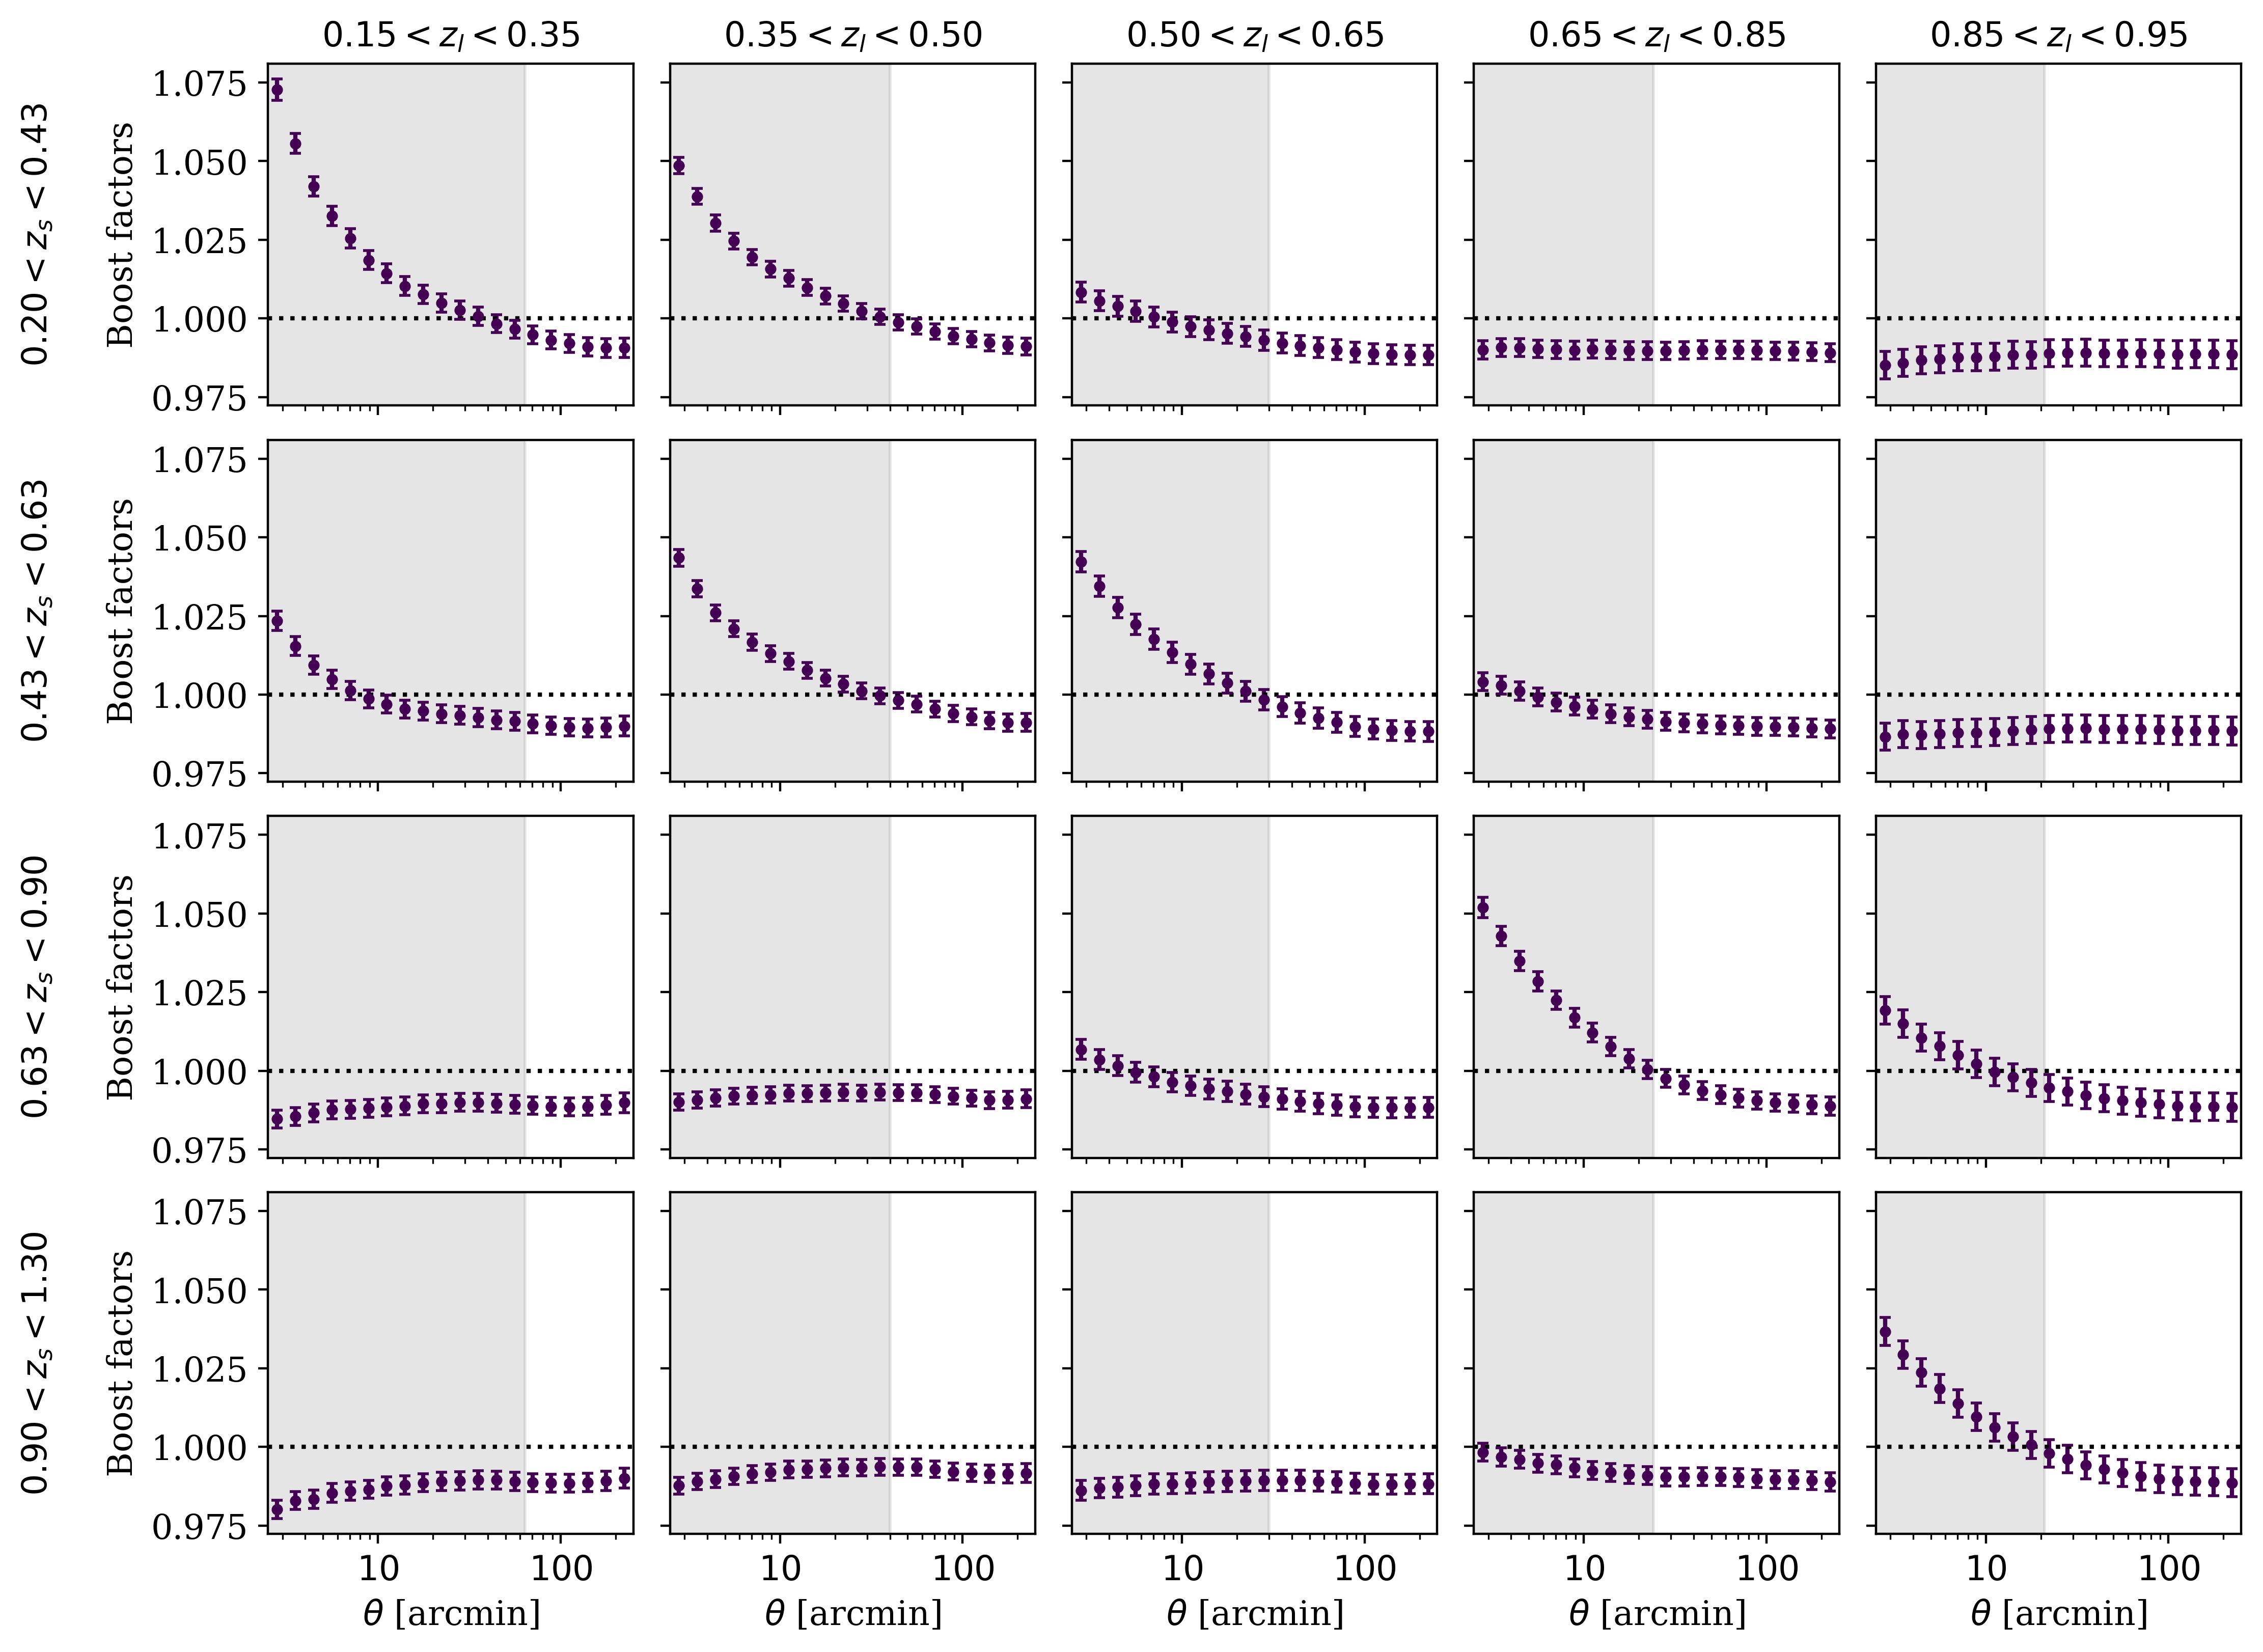 0.15 < z_l < 0.35 0.35 < z_l < 0.50 0.50 < z_l < 0.65 0.65 < z_l < 0.85 0.85 < z_l < 0.95
0.20 < z_s < 0.43
Boost factors
1.075
1.050
1.025
1.000
0.975
0.43 < z_s < 0.63
Boost factors
1.075
1.050
1.025
1.000
0.975
0.63 < z_s < 0.90
Boost factors
1.075
1.050
1.025
1.000
0.975
0.90 < z_s < 1.30
Boost factors
1.075
1.050
1.025
1.000
0.975
10 100 10 100 10 100 10 100 10 100
θ [arcmin] θ [arcmin] θ [arcmin] θ [arcmin] θ [arcmin]